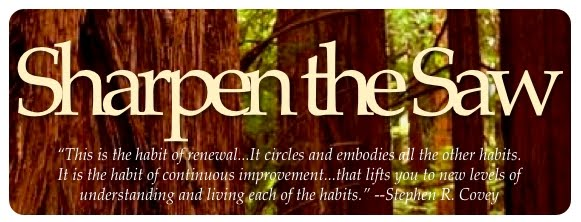 Sharpen the Saw
“This is the habit of renewal...It circles and embodies all the other habits.
It is the habit of continuous improvement...that lifts you to new levels of
understanding and living each of the habits.” --Stephen R. Covey